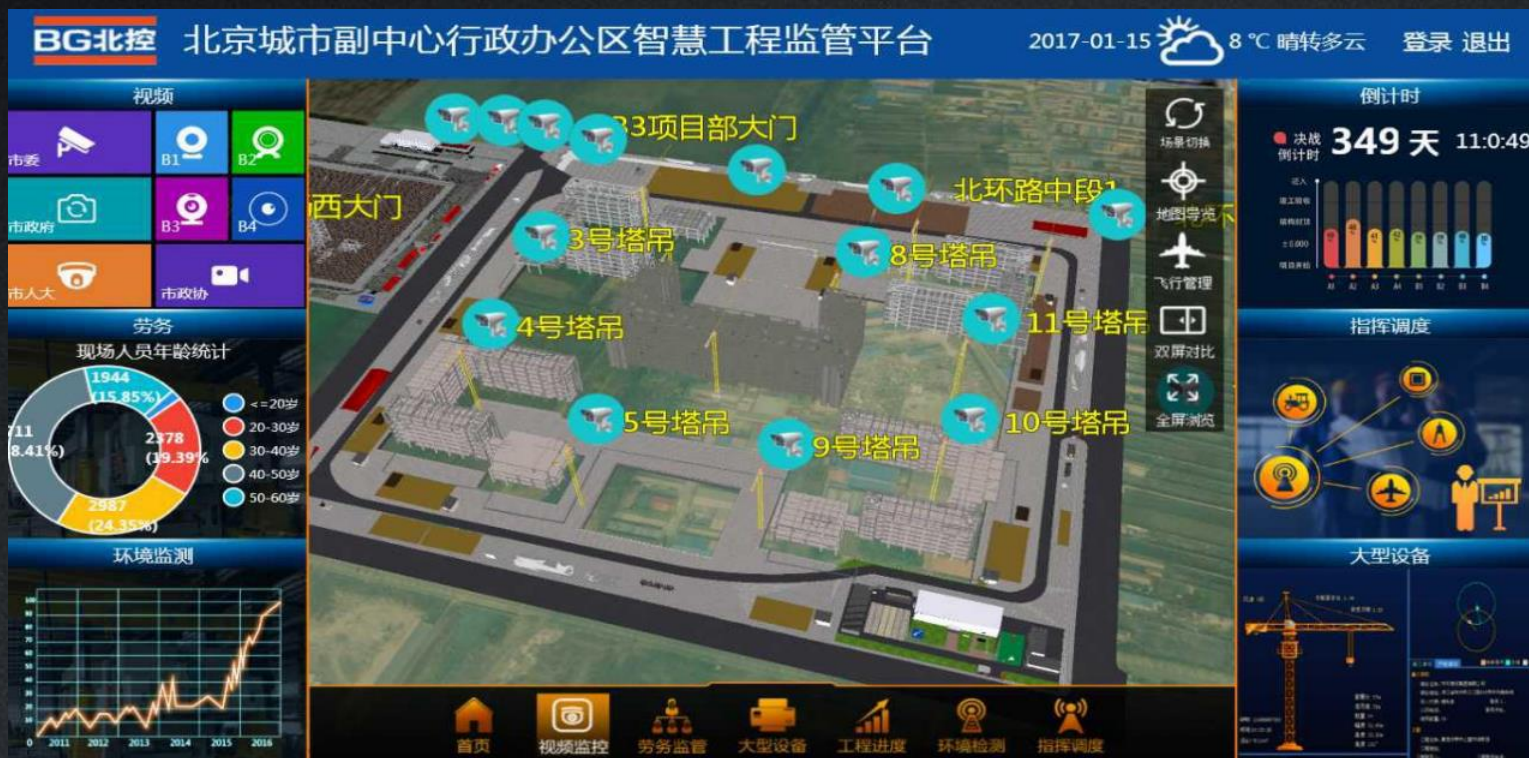 BG北控
北京城市副中心行政办公区智慧工程监管平台
2017-01-15
8 ℃ 晴转多云
登录 退出
视频
市委
B1
B2
市政府
B3
B4
市人大
市政协
劳务
现场人员年龄统计
1944
(15.85%)
2378
(19.39%
2987
(24.35%)
711
8.41%)
<=20岁
20-30岁
30-40岁
40-50岁
50-60岁
环境监测
0
2011
2012
2013
2014
2015
2016
B3项目部大门
西大门
北环路中段1
3号塔吊
8号塔吊
4号塔吊
11号塔吊
5号塔吊
9号塔吊
10号塔吊
场景切换
地图导览
飞行管理
双屏对比
全屏浏览
首页
视频监控
劳务监管
大型设备
工程进度
环境检测
指挥调度
倒计时
决战
倒计时
349 天
11:0:49
±0.000
指挥调度
大型设备